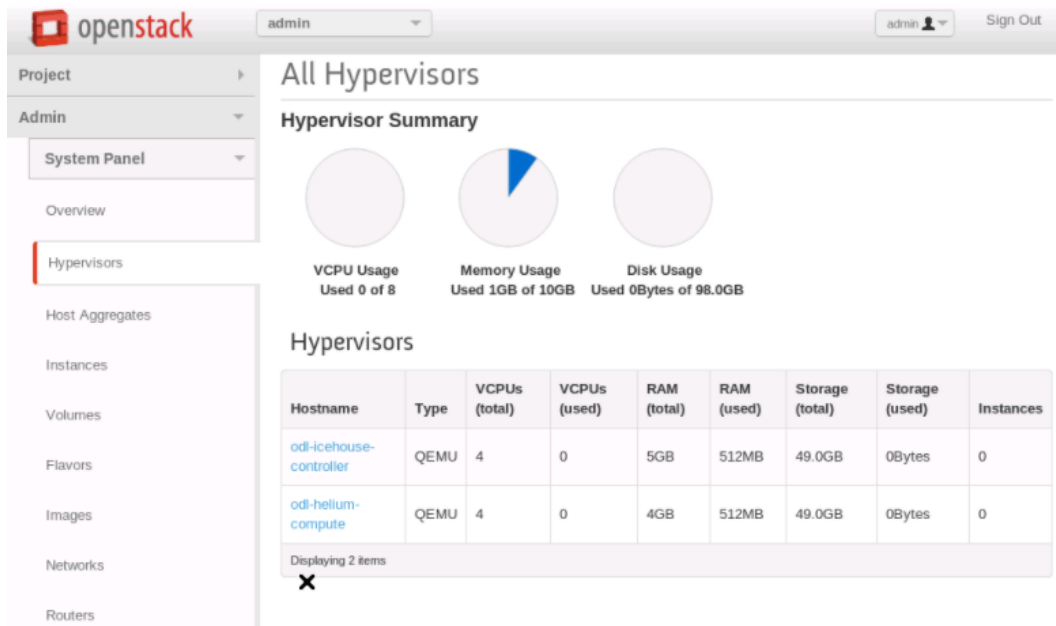 openstack
admin
admin
Sign Out
Project
Admin
System Panel
Overview
Hypervisors
Host Aggregates
Instances
Volumes
Flavors
Images
Networks
Routers
All Hypervisors
Hypervisor Summary
VCPU Usage
Used 0 of 8
Memory Usage
Used 1GB of 10GB
Disk Usage
Used 0Bytes of 98.0GB
Hypervisors
Hostname Type VCPUs (total) VCPUs (used) RAM (total) RAM (used) Storage (total) Storage (used) Instances
odl-icehouse-controller QEMU 4 0 5GB 512MB 49.0GB 0Bytes 0
odl-helium-compute QEMU 4 0 4GB 512MB 49.0GB 0Bytes 0
Displaying 2 items